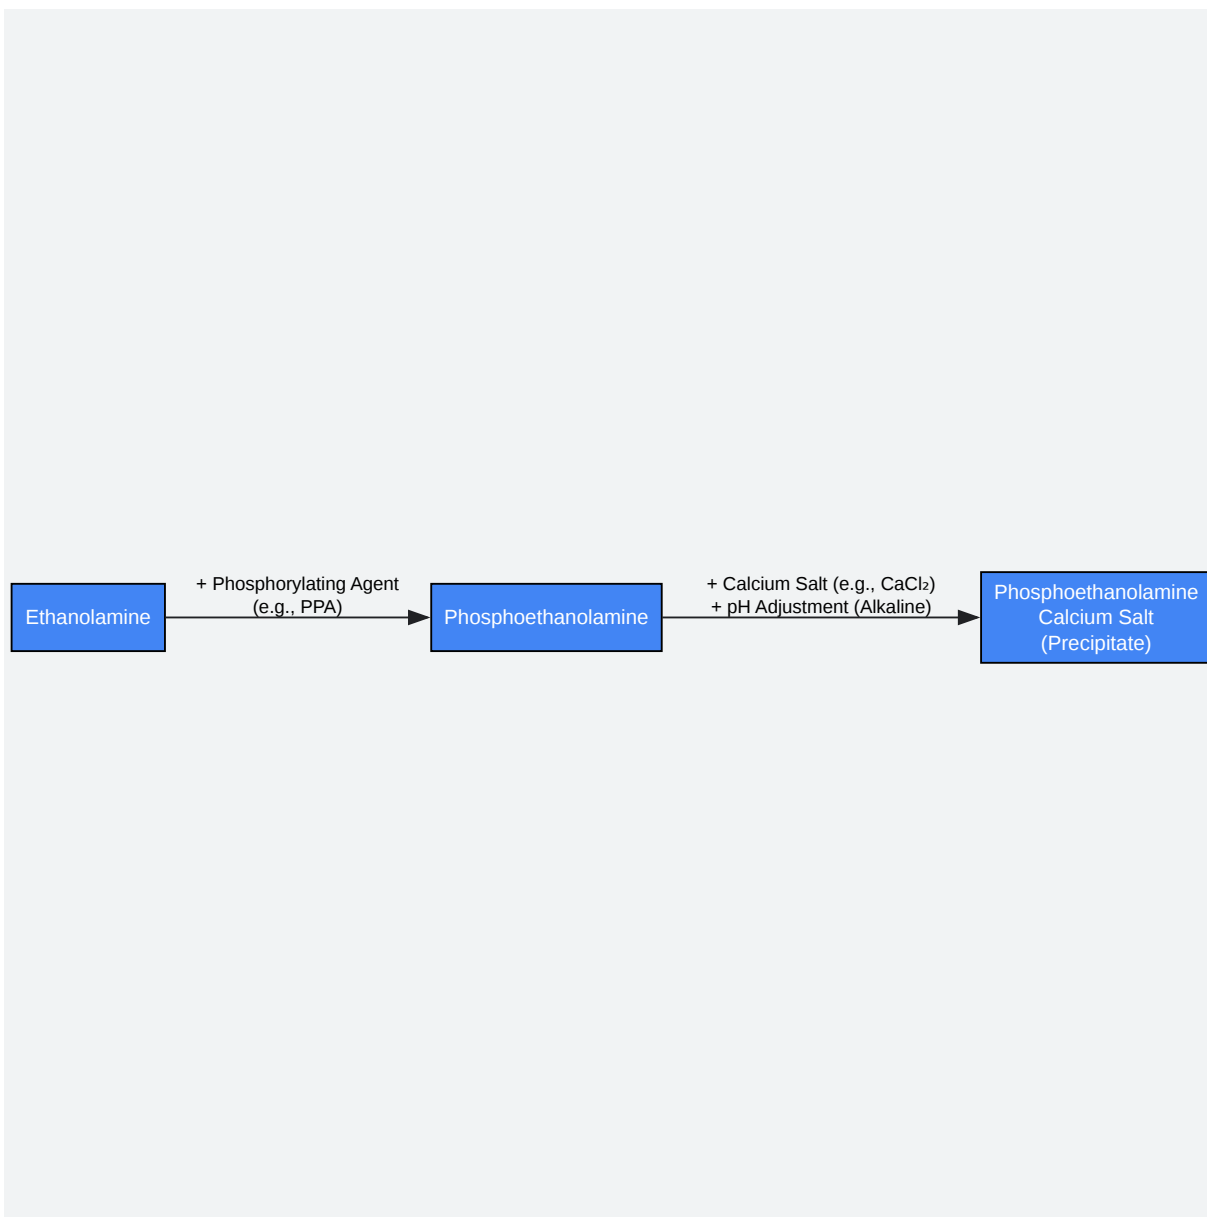 Ethanolamine
+ Phosphorylating Agent
(e.g., PPA)
Phosphoethanolamine
+ Calcium Salt (e.g., CaCl₂)
+ pH Adjustment (Alkaline)
Phosphoethanolamine
Calcium Salt
(Precipitate)